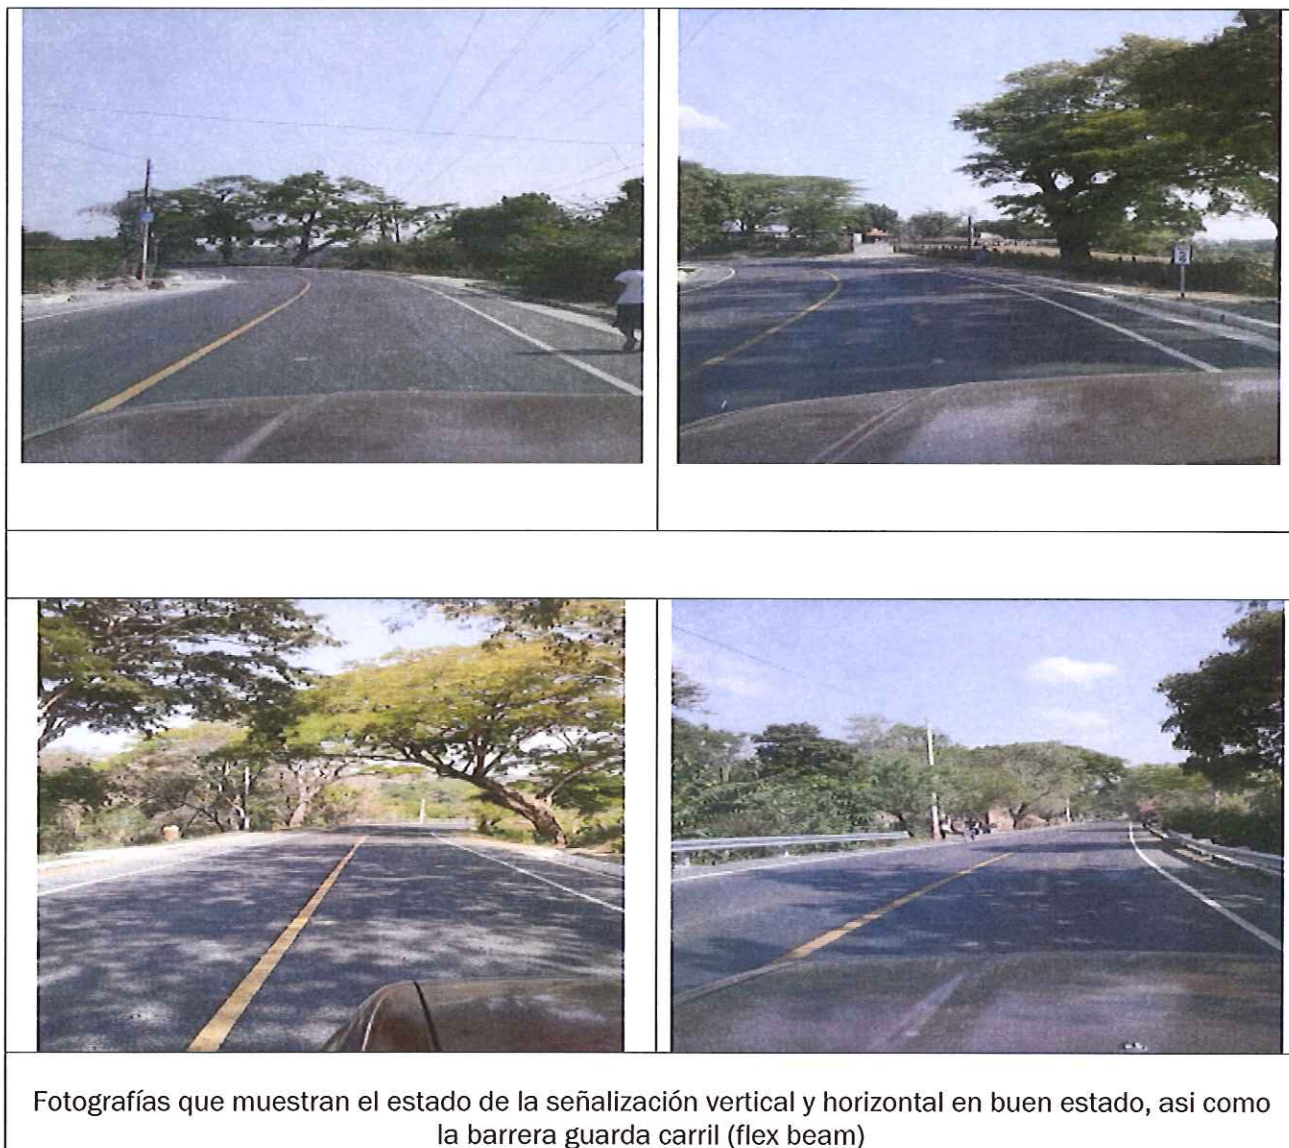 Fotografías que muestran el estado de la señalización vertical y horizontal en buen estado, asi como
la barrera guarda carril (flex beam)